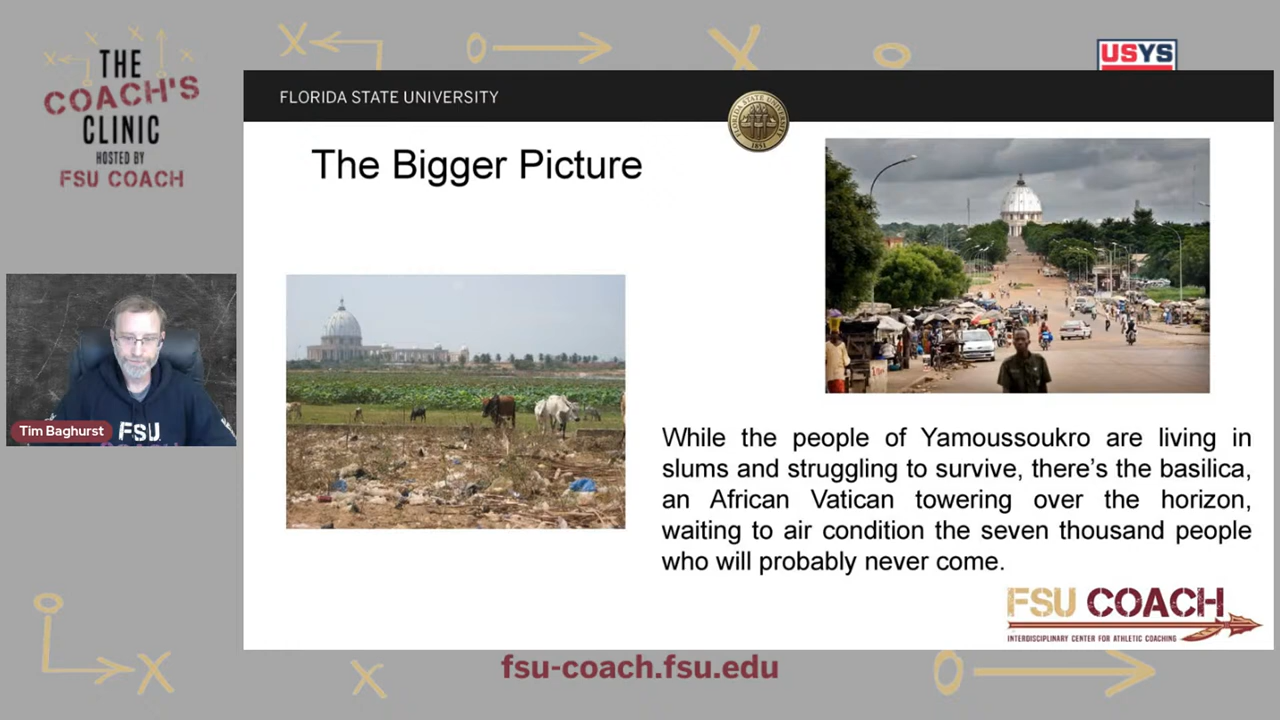 THE
COACH'S
CLINIC
HOSTED BY
FSU COACH
USYS
FLORIDA STATE UNIVERSITY
The Bigger Picture
Tim Baghurst
FSU
While the people of Yamoussoukro are living in
slums and struggling to survive, there's the basilica,
an African Vatican towering over the horizon,
waiting to air condition the seven thousand people
who will probably never come.
FSU COACH
INTERDISCIPLINARY CENTER FOR ATHLETIC COACHING
fsu-coach.fsu.edu